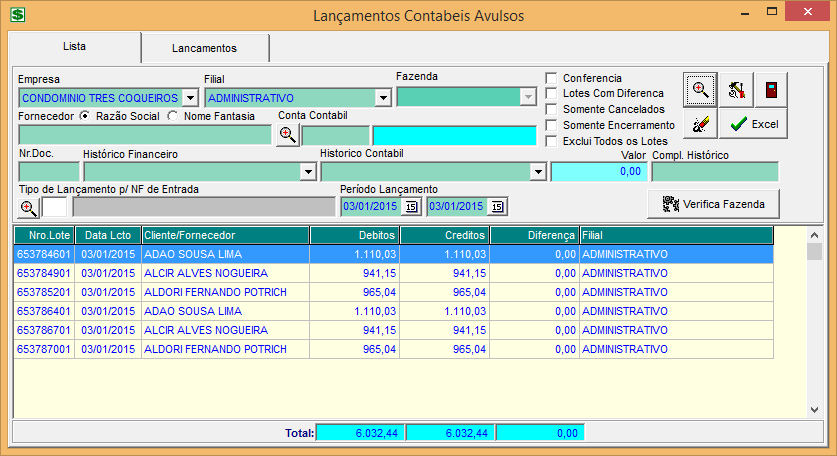 Lançamentos Contabeis Avulsos
Lista Lancamentos
Empresa Filial Fazenda
CONDOMINIO TRES COQUEIROS ADMINISTRATIVO
Fornecedor Razão Social Nome Fantasia Conta Contabil
Nr.Doc. Histórico Financeiro Historico Contabil Valor Compl. Histórico
0,00
Tipo de Lançamento p/ NF de Entrada Período Lançamento
03/01/2015 15 03/01/2015 15
Conferencia
Lotes Com Diferenca
Somente Cancelados
Somente Encerramento
Exclui Todos os Lotes
Excel
Verifica Fazenda
Nro.Lote Data Lcto Cliente/Fornecedor Debitos Creditos Diferença Filial
653784601 03/01/2015 ADAO SOUSA LIMA 1.110,03 1.110,03 0,00 ADMINISTRATIVO
653784901 03/01/2015 ALCIR ALVES NOGUEIRA 941,15 941,15 0,00 ADMINISTRATIVO
653785201 03/01/2015 ALDORI FERNANDO POTRICH 965,04 965,04 0,00 ADMINISTRATIVO
653786401 03/01/2015 ADAO SOUSA LIMA 1.110,03 1.110,03 0,00 ADMINISTRATIVO
653786701 03/01/2015 ALCIR ALVES NOGUEIRA 941,15 941,15 0,00 ADMINISTRATIVO
653787001 03/01/2015 ALDORI FERNANDO POTRICH 965,04 965,04 0,00 ADMINISTRATIVO
Total: 6.032,44 6.032,44 0,00